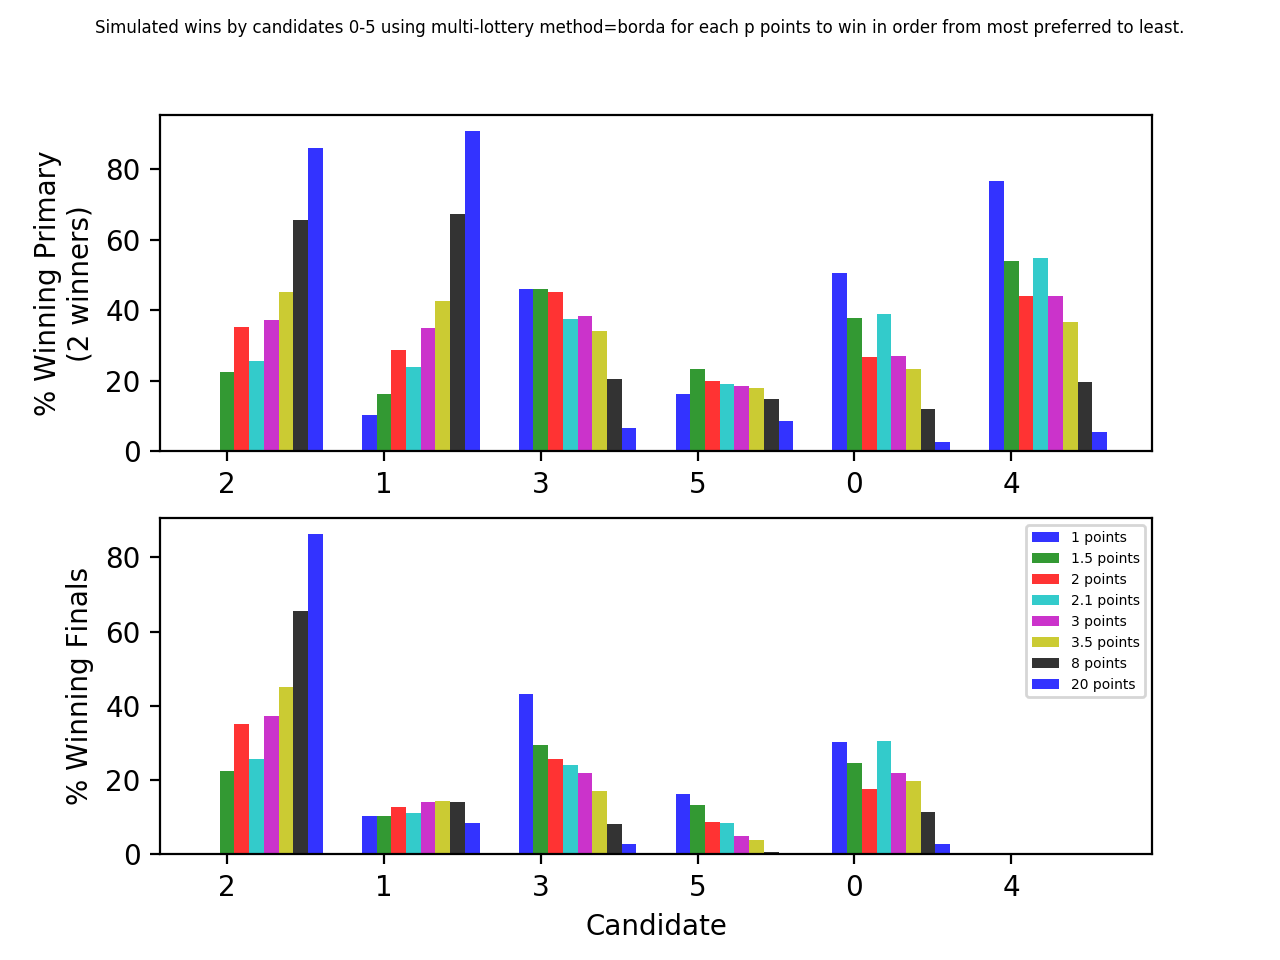 Simulated wins by candidates 0-5 using multi-lottery method=borda for each p points to win in order from most preferred to least.
% Winning Primary
(2 winners)
80
60
40
20
0
2 1 3 5 0 4
% Winning Finals
80
60
40
20
0
1 points
1.5 points
2 points
2.1 points
3 points
3.5 points
8 points
20 points
2 1 3 5 0 4
Candidate